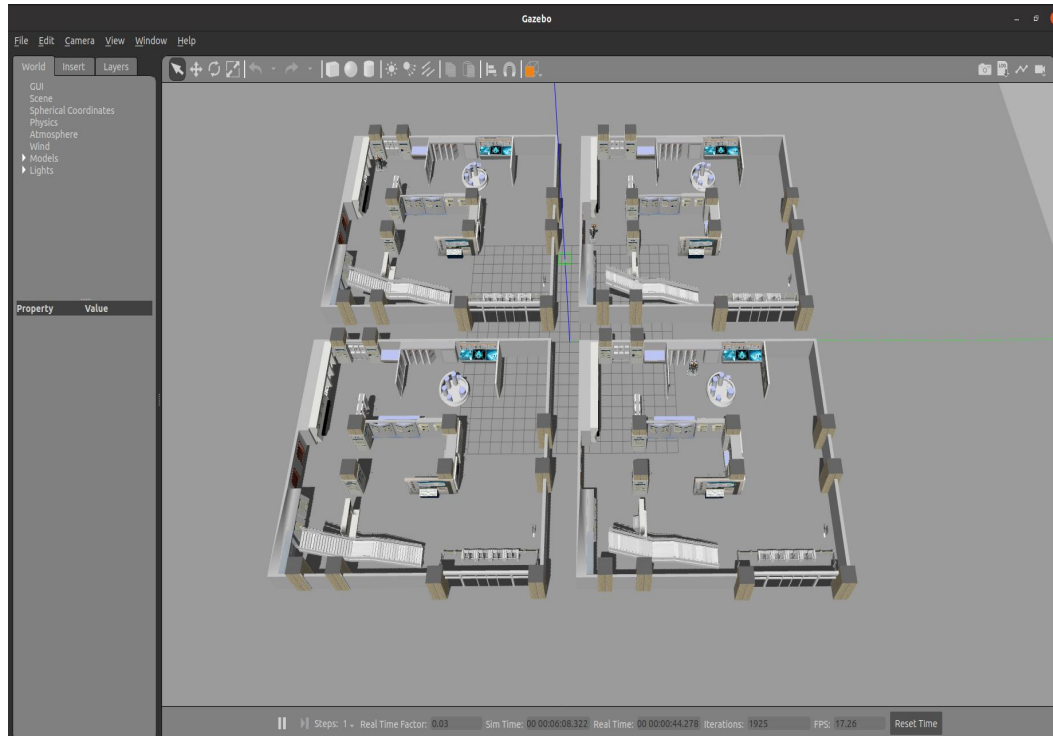 Gazebo
File Edit Camera View Window Help
World Insert Layers
GUI
Scene
Spherical Coordinates
Physics
Atmosphere
Wind
Models
Lights
Property Value
Steps: 1 Real Time Factor: 0.03 Sim Time: 00 00:06:08.322 Real Time: 00 00:00:44.278 Iterations: 1925 FPS: 17.26 Reset Time